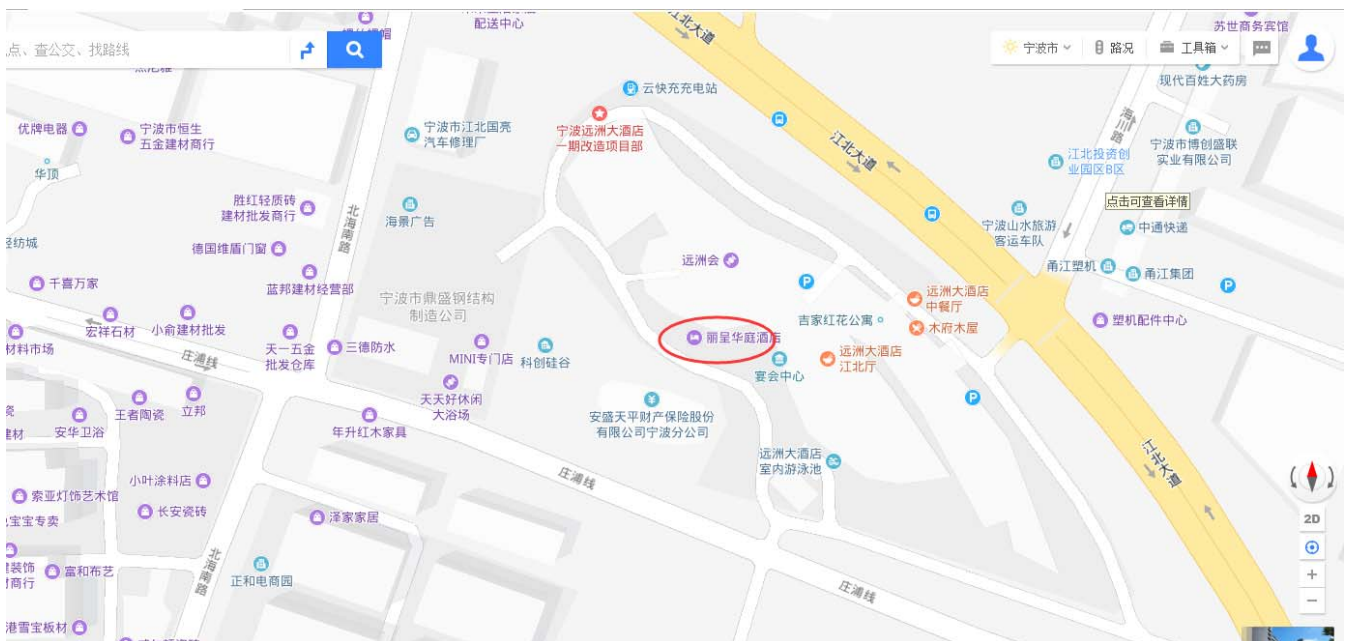 配送中心
苏世商务宾馆
江北大道
点、查公交、找路线
宁波市
路况
工具箱
现代百姓大药房
云快充充电站
优牌电器
宁波市恒生
五金建材商行
宁波市江北国亮
汽车修理厂
宁波远洲大酒店
一期改造项目部
江北大道
海川路
宁波市博创盛联
实业有限公司
江北投资创
业园区B区
华顶
胜红轻质砖
建材批发商行
北海南路
海景广告
点击可查看详情
宁波山水旅游
客运车队
中通快递
轻纺城
德国维盾门窗
远洲会
甬江塑机
甬江集团
千喜万家
蓝邦建材经营部
宁波市鼎盛钢结构
制造公司
P
远洲大酒店
中餐厅
P
宏祥石材
小俞建材批发
吉家红花公寓
木府木屋
塑机配件中心
材料市场
庄浦线
天一五金
批发仓库
三德防水
MINI专门店
科创硅谷
丽呈华庭酒店
宴会中心
远洲大酒店
江北厅
天天好休闲
大浴场
P
王者陶瓷
立邦
安华卫浴
建材
年升红木家具
安盛天平财产保险股份
有限公司宁波分公司
江北大道
远洲大酒店
室内游泳池
小叶涂料店
庄浦线
索亚灯饰艺术馆
宝宝专卖
长安瓷砖
泽家家居
2D
装饰
商行
富和布艺
北海南路
正和电商园
庄浦线
港雪宝板材